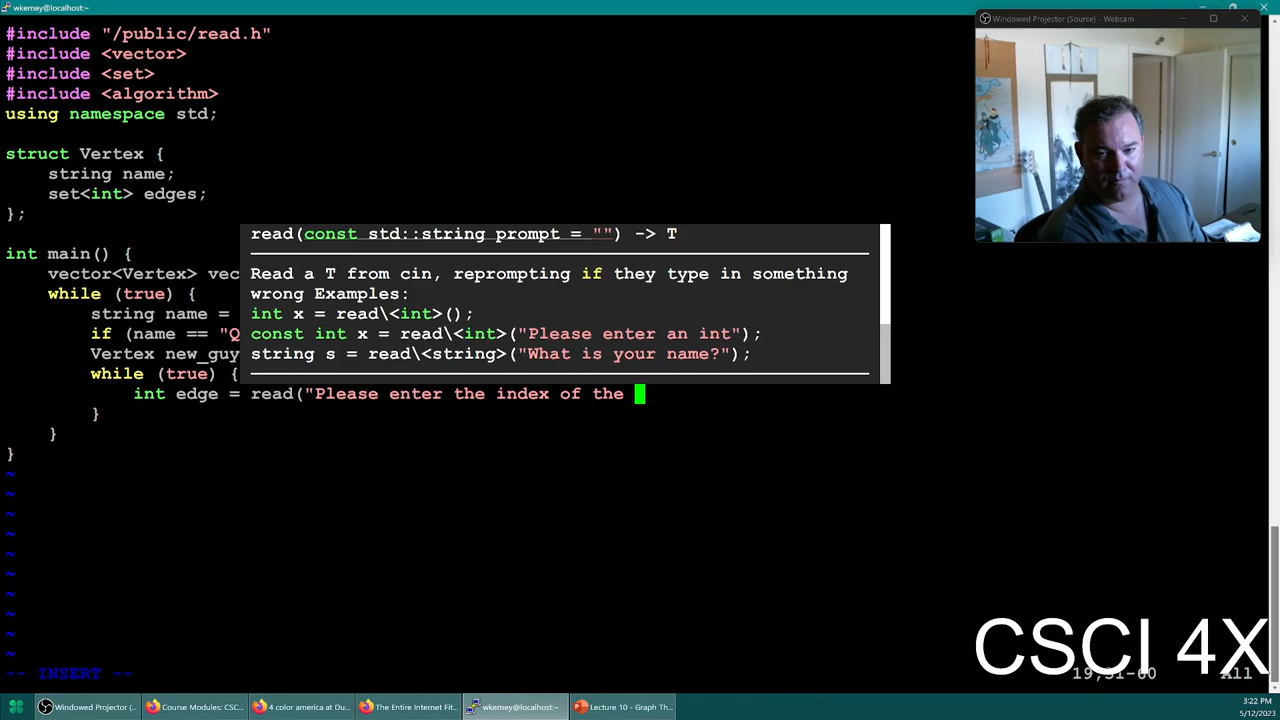 wkerney@localhost:~
#include "/public/read.h"
#include <vector>
#include <set>
#include <algorithm>
using namespace std;
struct Vertex {
string name;
set<int> edges;
};
int main() {
vector<Vertex> vec
while (true) {
string name =
if (name == "Q
Vertex new_guy
while (true) {
int edge = read("Please enter the index of the
}
}
}
read(const std::string prompt = "") -> T
Read a T from cin, reprompting if they type in something
wrong Examples:
int x = read\<int>();
const int x = read\<int>("Please enter an int");
string s = read\<string>("What is your name?");
~
~
~
~
~
~
~
~
~
~
-- INSERT --
19,51-60
All
Windowed Projector (Source) - Webcam
CSCI 4X
Windowed Projector (...
Course Modules: CSC...
4 color america at Du...
The Entire Internet Fit...
wkerney@localhost:~
Lecture 10 - Graph Th...
3:22 PM
5/12/2023